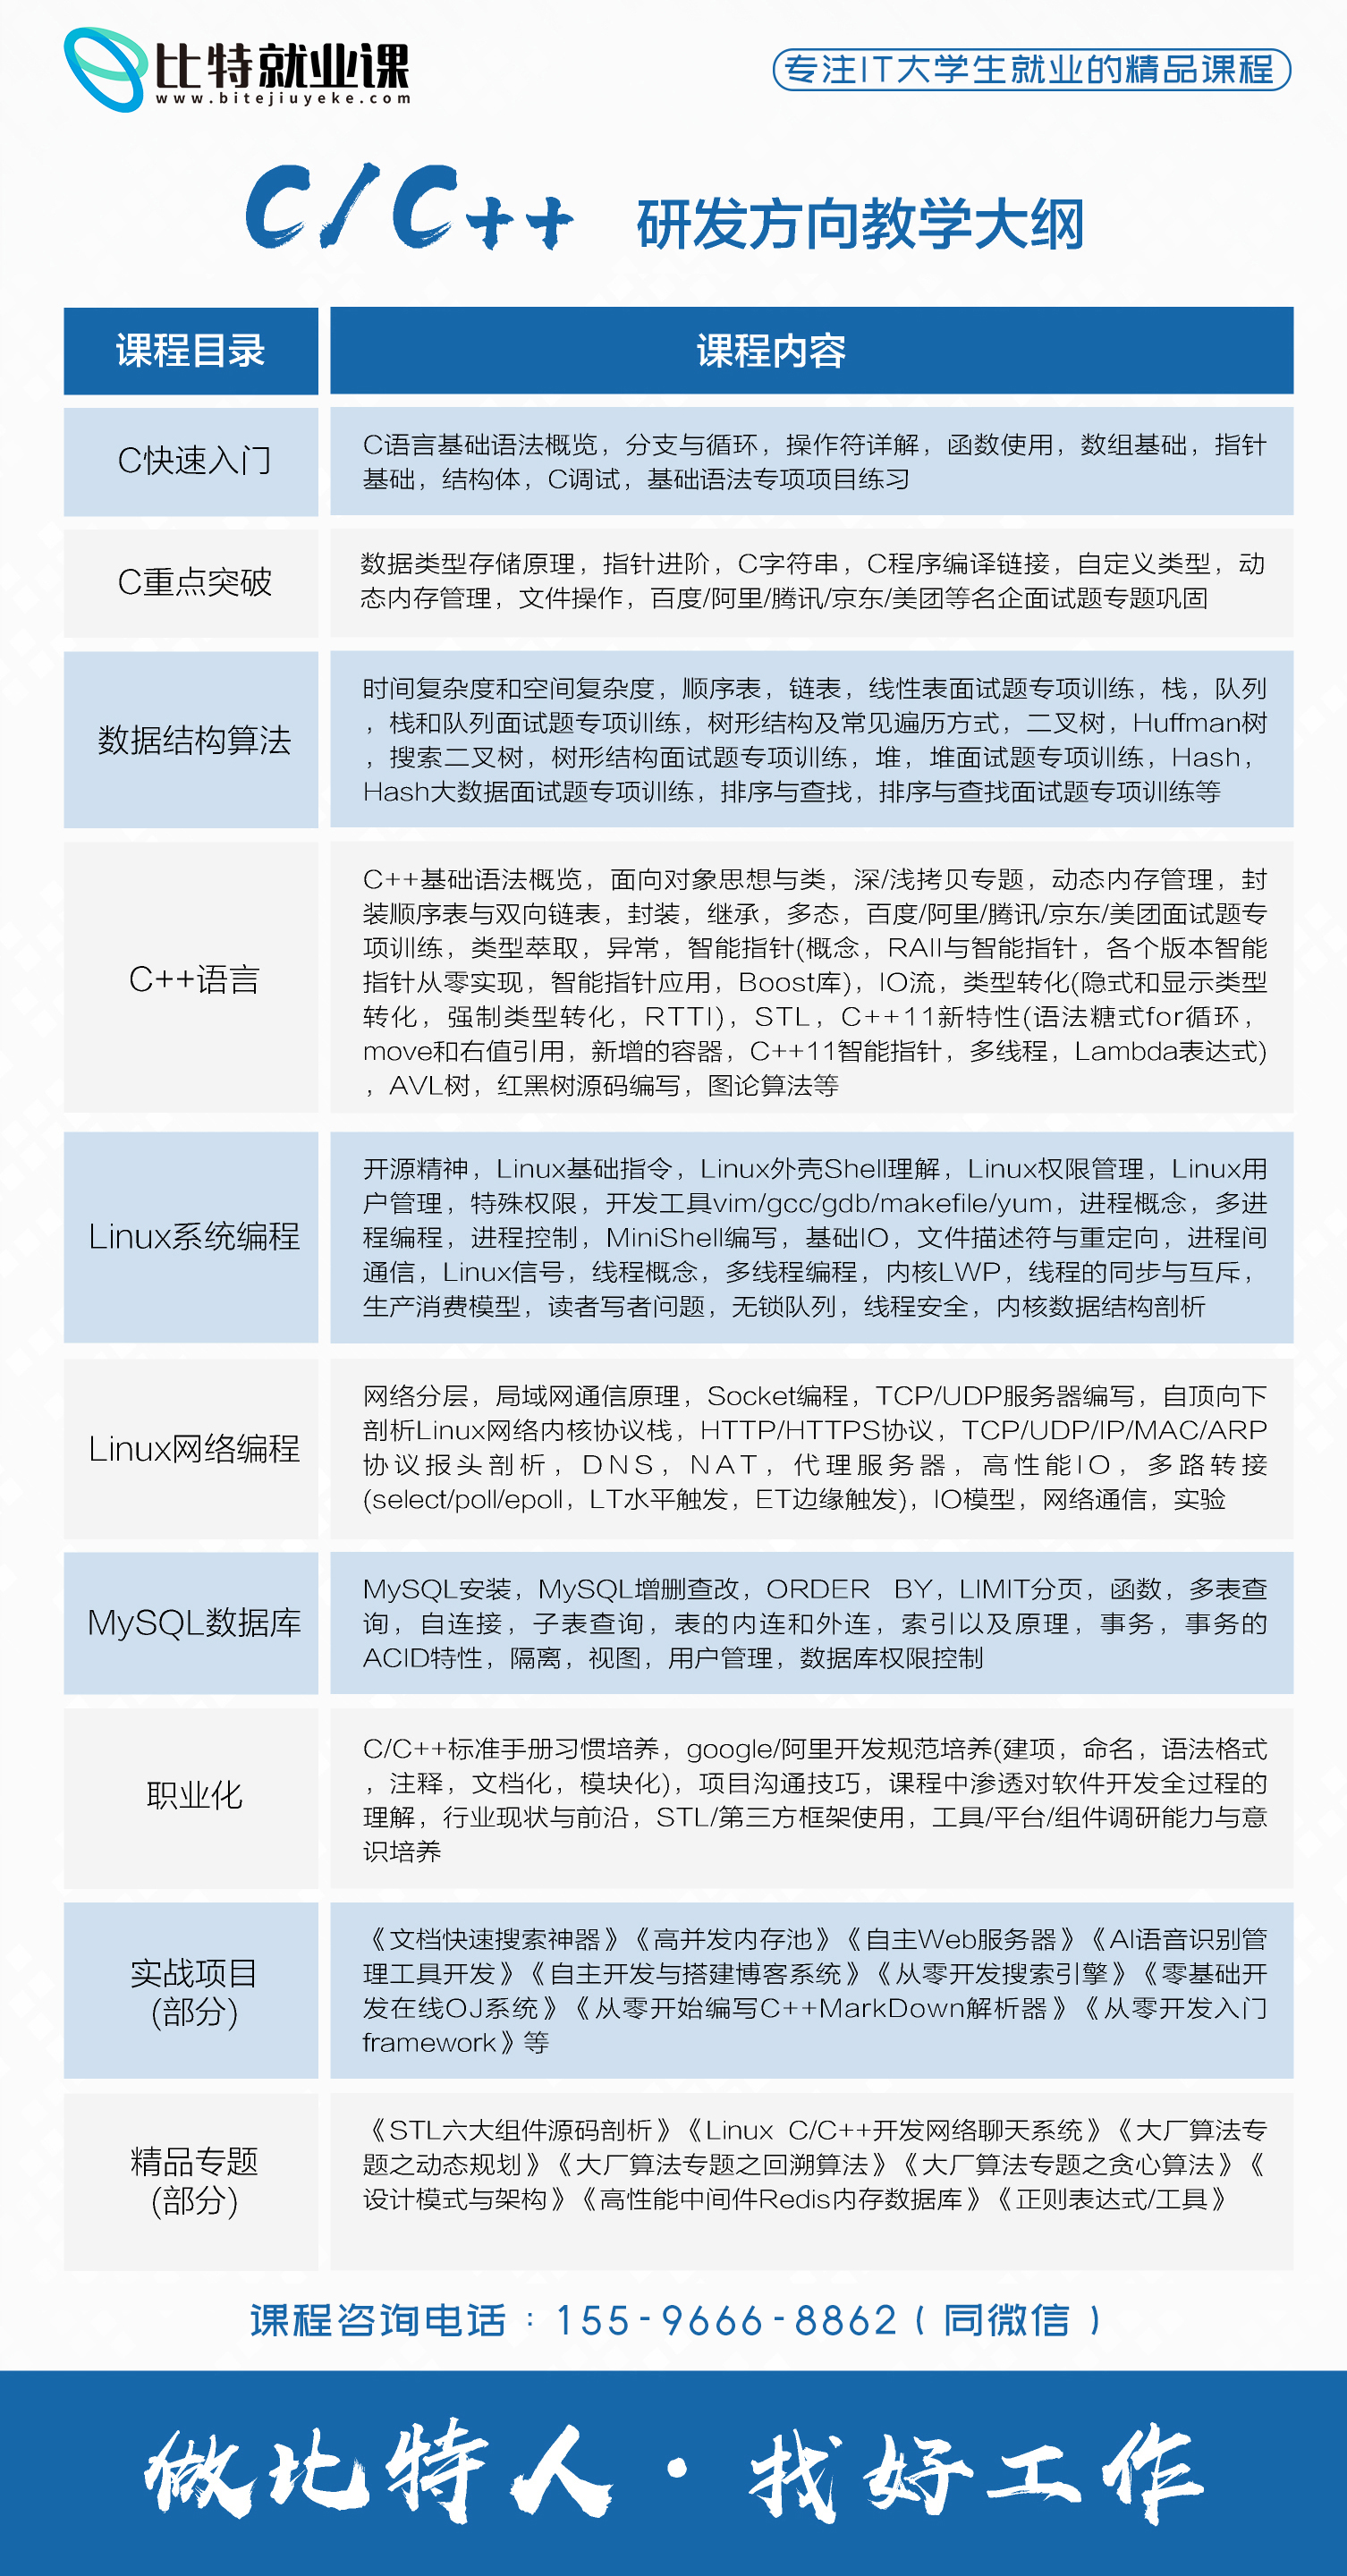 比特就业课
www.bitejiuyeke.com
专注IT大学生就业的精品课程
C/C++ 研发方向教学大纲
课程目录
课程内容
C快速入门
C语言基础语法概览，分支与循环，操作符详解，函数使用，数组基础，指针
基础，结构体，C调试，基础语法专项项目练习
C重点突破
数据类型存储原理，指针进阶，C字符串，C程序编译链接，自定义类型，动
态内存管理，文件操作，百度/阿里/腾讯/京东/美团等名企面试题专题巩固
数据结构算法
时间复杂度和空间复杂度，顺序表，链表，线性表面试题专项训练，栈，队列
，栈和队列面试题专项训练，树形结构及常见遍历方式，二叉树，Huffman树
，搜索二叉树，树形结构面试题专项训练，堆，堆面试题专项训练，Hash，
Hash大数据面试题专项训练，排序与查找，排序与查找面试题专项训练等
C++语言
C++基础语法概览，面向对象思想与类，深/浅拷贝专题，动态内存管理，封
装顺序表与双向链表，封装，继承，多态，百度/阿里/腾讯/京东/美团面试题专
项训练，类型萃取，异常，智能指针(概念，RAII与智能指针，各个版本智能
指针从零实现，智能指针应用，Boost库)，IO流，类型转化(隐式和显示类型
转化，强制类型转化，RTTI)，STL，C++11新特性(语法糖式for循环，
move和右值引用，新增的容器，C++11智能指针，多线程，Lambda表达式)
，AVL树，红黑树源码编写，图论算法等
Linux系统编程
开源精神，Linux基础指令，Linux外壳Shell理解，Linux权限管理，Linux用
户管理，特殊权限，开发工具vim/gcc/gdb/makefile/yum，进程概念，多进
程编程，进程控制，MiniShell编写，基础IO，文件描述符与重定向，进程间
通信，Linux信号，线程概念，多线程编程，内核LWP，线程的同步与互斥，
生产消费模型，读者写者问题，无锁队列，线程安全，内核数据结构剖析
Linux网络编程
网络分层，局域网通信原理，Socket编程，TCP/UDP服务器编写，自顶向下
剖析Linux网络内核协议栈，HTTP/HTTPS协议，TCP/UDP/IP/MAC/ARP
协议报头剖析，DNS，NAT，代理服务器，高性能IO，多路转接
(select/poll/epoll，LT水平触发，ET边缘触发)，IO模型，网络通信，实验
MySQL数据库
MySQL安装，MySQL增删查改，ORDER BY，LIMIT分页，函数，多表查
询，自连接，子表查询，表的内连和外连，索引以及原理，事务，事务的
ACID特性，隔离，视图，用户管理，数据库权限控制
职业化
C/C++标准手册习惯培养，google/阿里开发规范培养(建项，命名，语法格式
，注释，文档化，模块化)，项目沟通技巧，课程中渗透对软件开发全过程的
理解，行业现状与前沿，STL/第三方框架使用，工具/平台/组件调研能力与意
识培养
实战项目
(部分)
《文档快速搜索神器》《高并发内存池》《自主Web服务器》《AI语音识别管
理工具开发》《自主开发与搭建博客系统》《从零开发搜索引擎》《零基础开
发在线OJ系统》《从零开始编写C++MarkDown解析器》《从零开发入门
framework》等
精品专题
(部分)
《STL六大组件源码剖析》《Linux C/C++开发网络聊天系统》《大厂算法专
题之动态规划》《大厂算法专题之回溯算法》《大厂算法专题之贪心算法》《
设计模式与架构》《高性能中间件Redis内存数据库》《正则表达式/工具》
课程咨询电话：155-9666-8862（同微信）
做比特人·找好工作